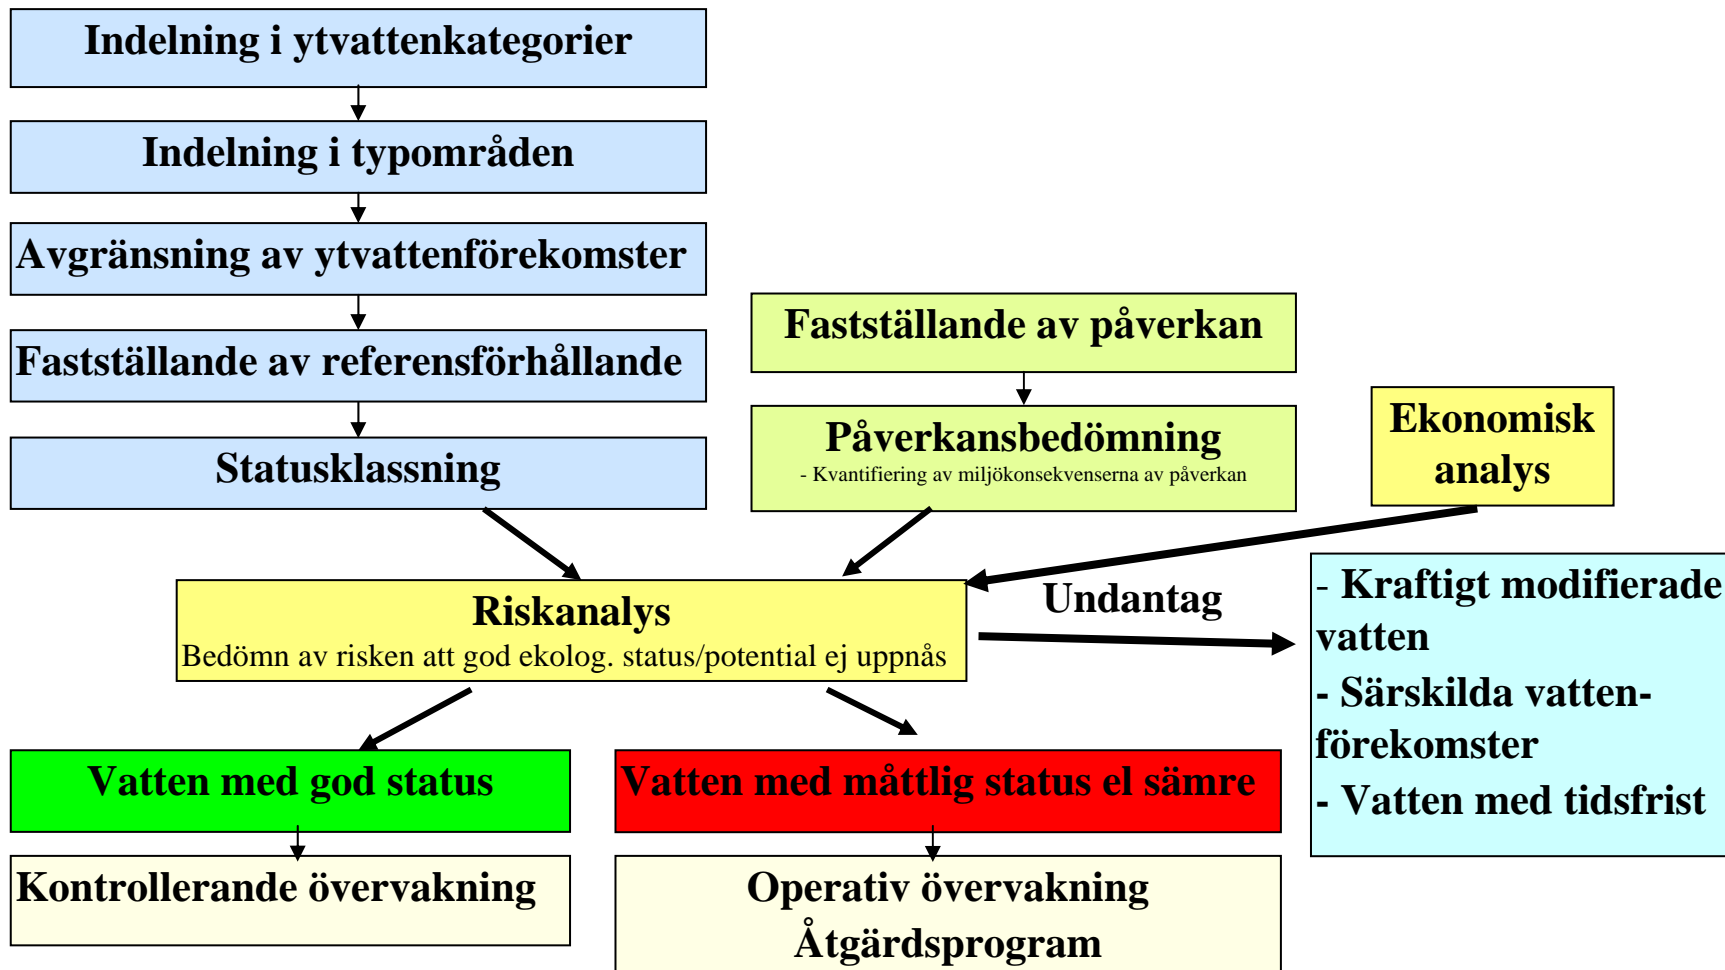 Indelning i ytvattenkategorier
Indelning i typområden
Avgränsning av ytvattenförekomster
Fastställande av referensförhållande
Statusklassning
Fastställande av påverkan
Påverkansbedömning
- Kvantifiering av miljökonsekvenserna av påverkan
Ekonomisk
analys
Riskanalys
Bedömn av risken att god ekolog. status/potential ej uppnås
Undantag
- Kraftigt modifierade
vatten
- Särskilda vatten-
förekomster
- Vatten med tidsfrist
Vatten med god status
Vatten med måttlig status el sämre
Kontrollerande övervakning
Operativ övervakning
Åtgärdsprogram